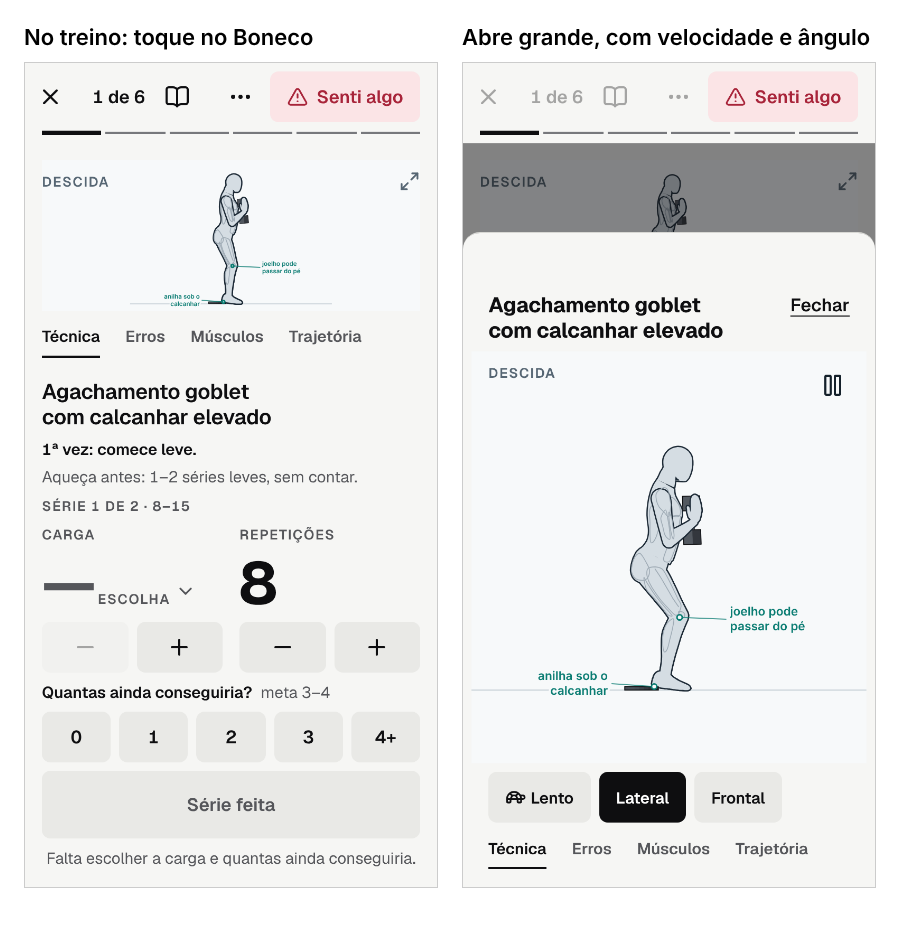 No treino: toque no Boneco
1 de 6
Senti algo
DESCIDA
joelho pode
passar do pé
anilha sob o
calcanhar
Técnica Erros Músculos Trajetória
Agachamento goblet
com calcanhar elevado
1ª vez: comece leve.
Aqueça antes: 1–2 séries leves, sem contar.
SÉRIE 1 DE 2 · 8–15
CARGA REPETIÇÕES
— ESCOLHA 8
− + − +
Quantas ainda conseguiria? meta 3–4
0 1 2 3 4+
Série feita
Falta escolher a carga e quantas ainda conseguiria.
Abre grande, com velocidade e ângulo
1 de 6
Senti algo
DESCIDA
Agachamento goblet
com calcanhar elevado
Fechar
DESCIDA
joelho pode
passar do pé
anilha sob o
calcanhar
Lento Lateral Frontal
Técnica Erros Músculos Trajetória